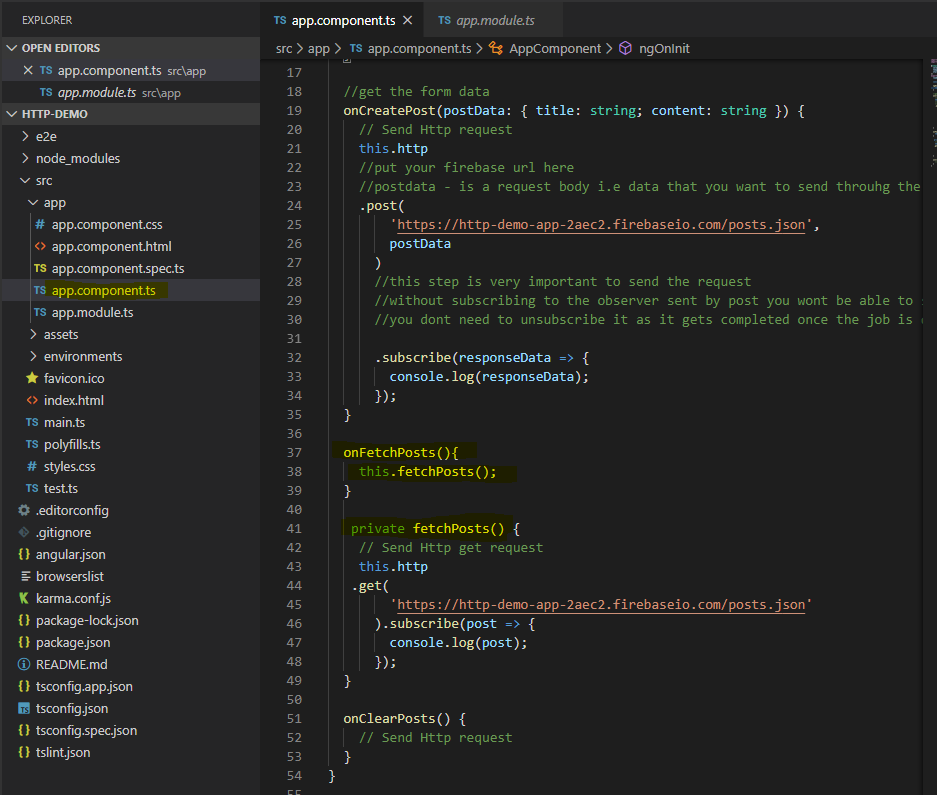 EXPLORER
OPEN EDITORS
TS app.component.ts src\app
TS app.module.ts src\app
HTTP-DEMO
e2e
node_modules
src
app
# app.component.css
<> app.component.html
TS app.component.spec.ts
TS app.component.ts
TS app.module.ts
assets
environments
favicon.ico
<> index.html
TS main.ts
TS polyfills.ts
# styles.css
TS test.ts
.editorconfig
.gitignore
{} angular.json
browserslist
karma.conf.js
{} package-lock.json
{} package.json
README.md
{} tsconfig.app.json
TS tsconfig.json
{} tsconfig.spec.json
{} tslint.json
TS app.component.ts
TS app.module.ts
src > app > TS app.component.ts > AppComponent > ngOnInit
17
18 //get the form data
19 onCreatePost(postData: { title: string; content: string }) {
20 // Send Http request
21 this.http
22 //put your firebase url here
23 //postdata - is a request body i.e data that you want to send throuhg the
24 .post(
25 'https://http-demo-app-2aec2.firebaseio.com/posts.json',
26 postData
27 )
28 //this step is very important to send the request
29 //without subscribing to the observer sent by post you wont be able to
30 //you dont need to unsubscribe it as it gets completed once the job is
31
32 .subscribe(responseData => {
33 console.log(responseData);
34 });
35 }
36
37 onFetchPosts(){
38 this.fetchPosts();
39 }
40
41 private fetchPosts() {
42 // Send Http get request
43 this.http
44 .get(
45 'https://http-demo-app-2aec2.firebaseio.com/posts.json'
46 ).subscribe(post => {
47 console.log(post);
48 });
49 }
50
51 onClearPosts() {
52 // Send Http request
53 }
54 }
55